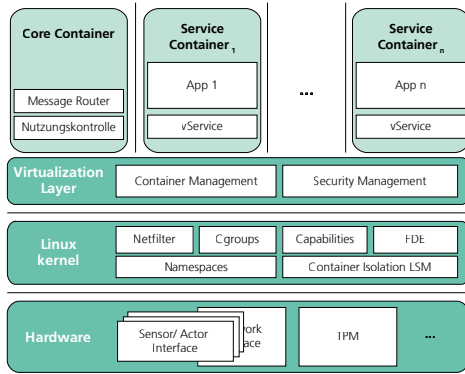 Core Container
Service
Container 1
Service
Container n
App 1
...
App n
Message Router
Nutzungskontrolle
vService
vService
Virtualization
Layer
Container Management
Security Management
Linux
kernel
Netfilter
Cgroups
Capabilities
FDE
Namespaces
Container Isolation LSM
Hardware
Sensor/ Actor
Interface
TPM
...